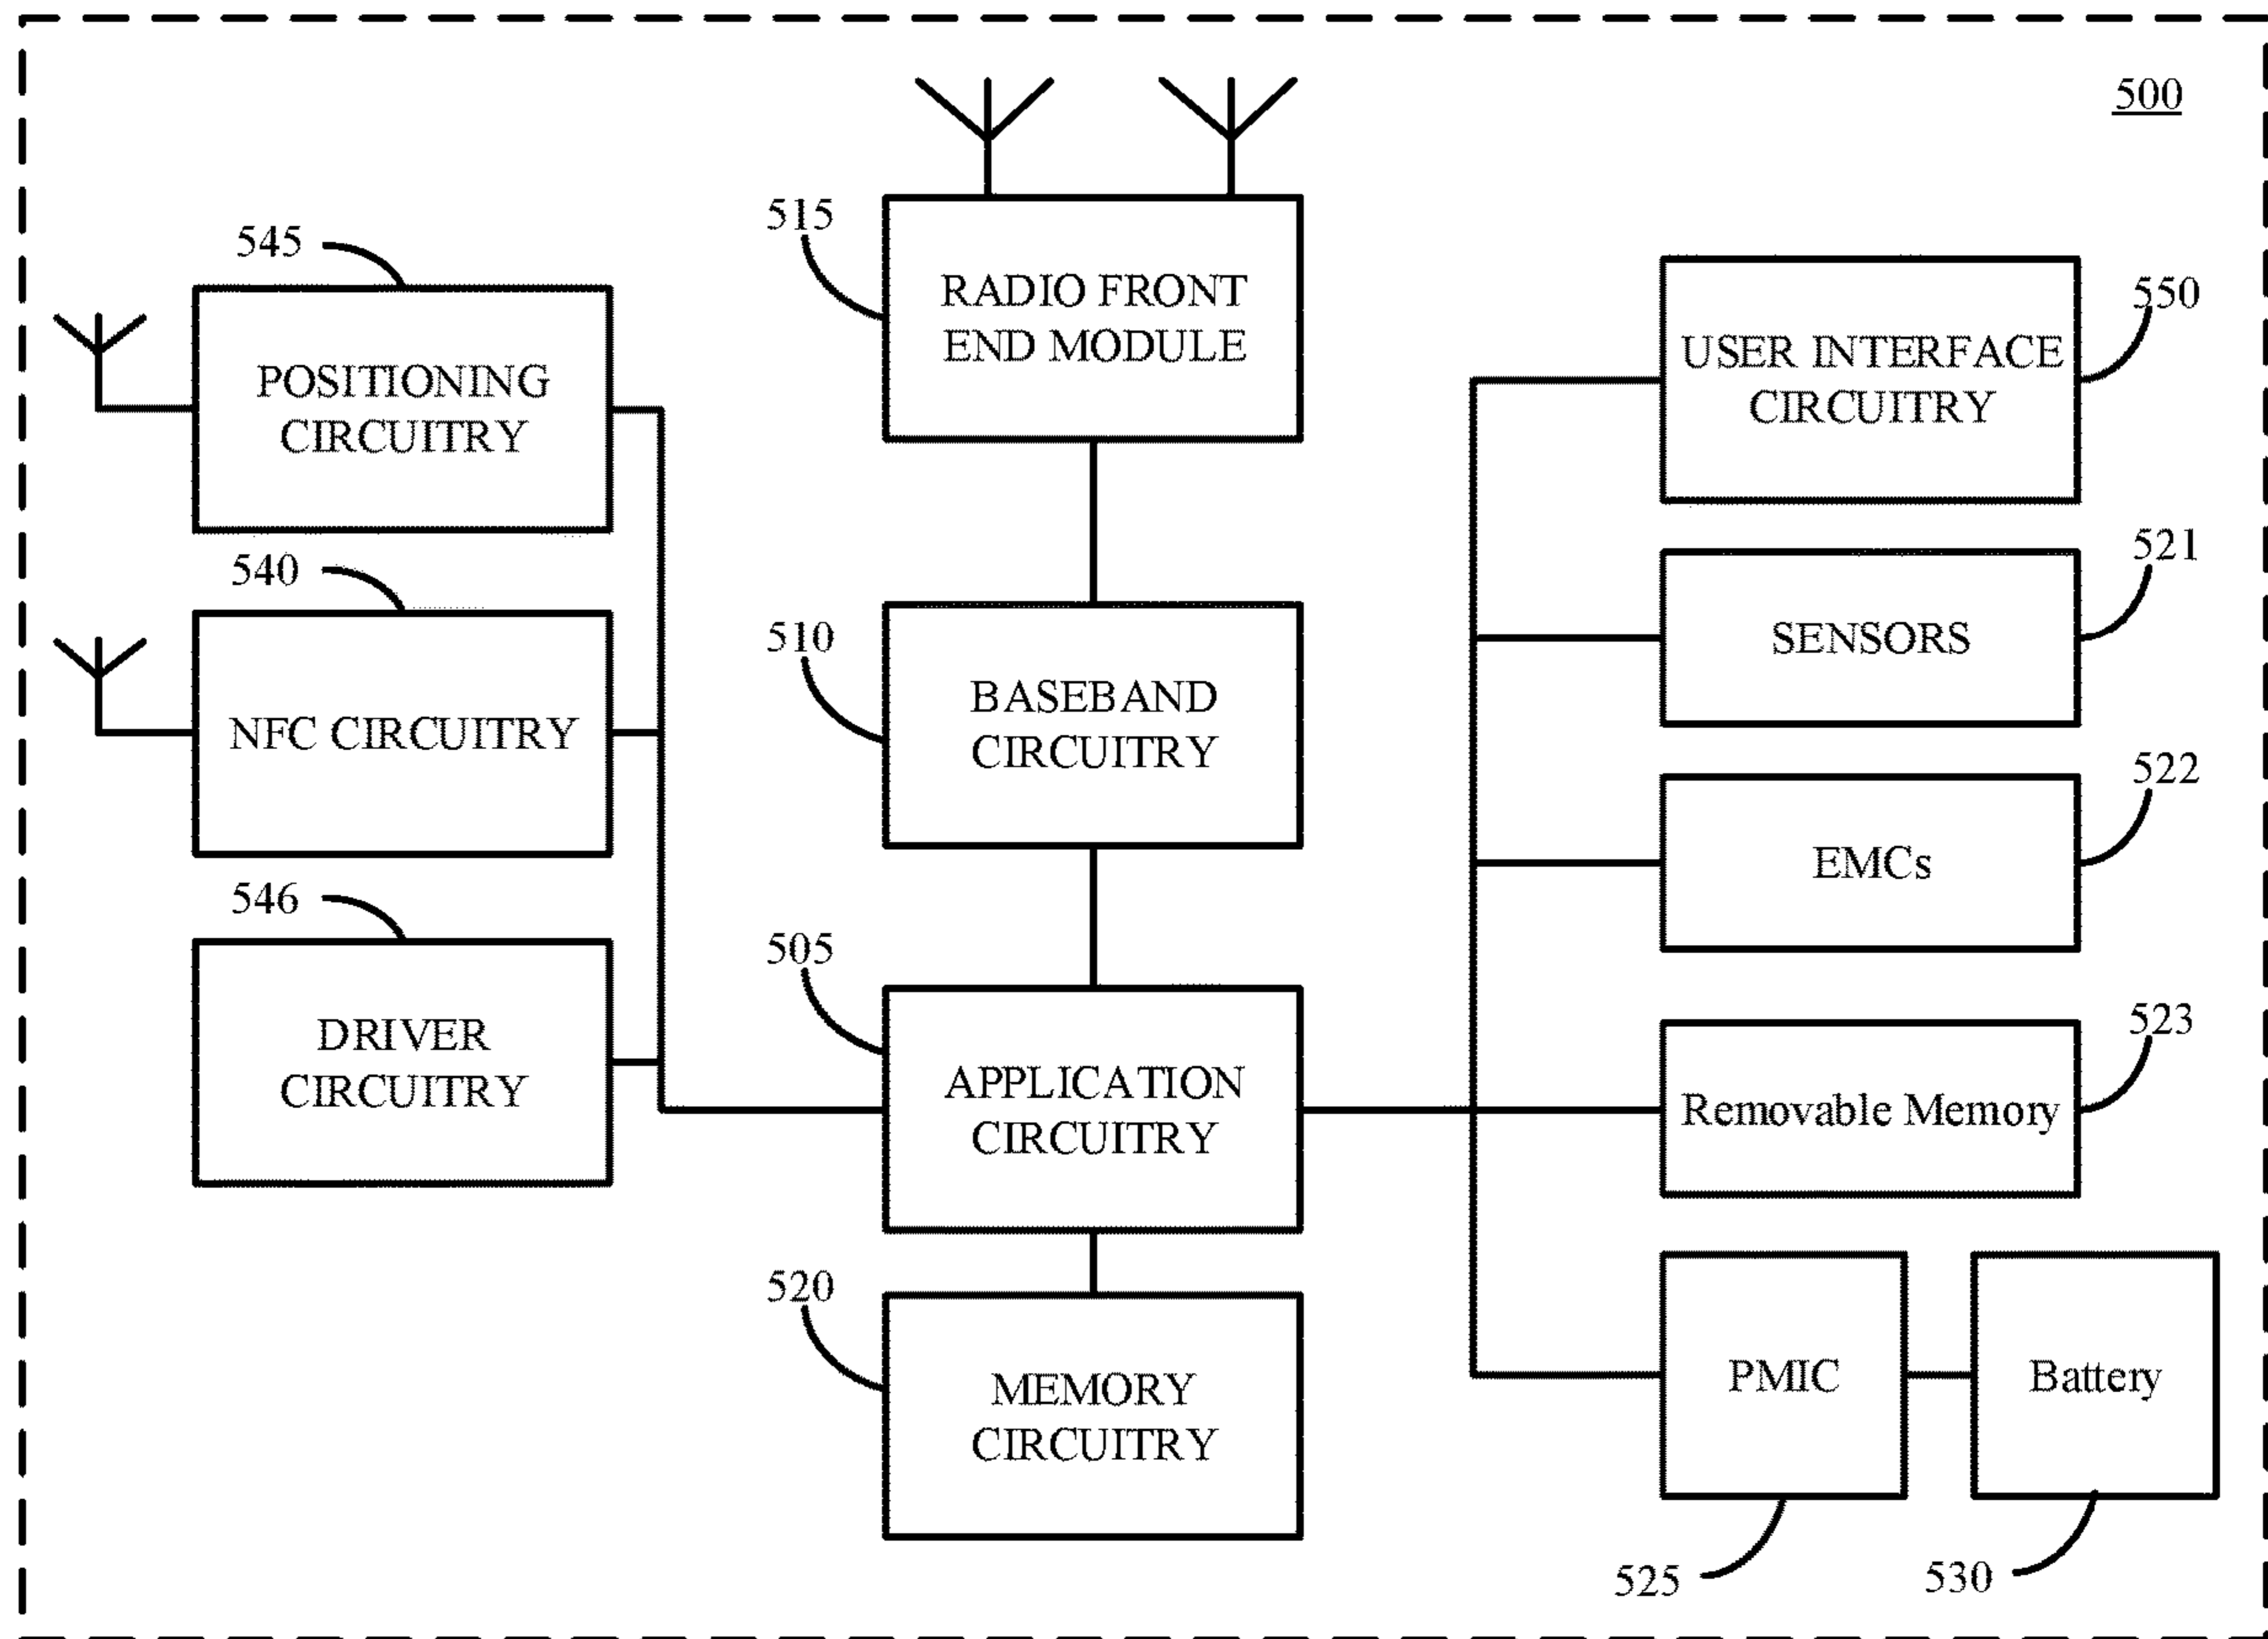 500
515
RADIO FRONT
END MODULE
545
POSITIONING
CIRCUITRY
550
USER INTERFACE
CIRCUITRY
540
NFC CIRCUITRY
510
BASEBAND
CIRCUITRY
521
SENSORS
522
EMCs
546
DRIVER
CIRCUITRY
505
APPLICATION
CIRCUITRY
523
Removable Memory
520
MEMORY
CIRCUITRY
PMIC
Battery
525
530